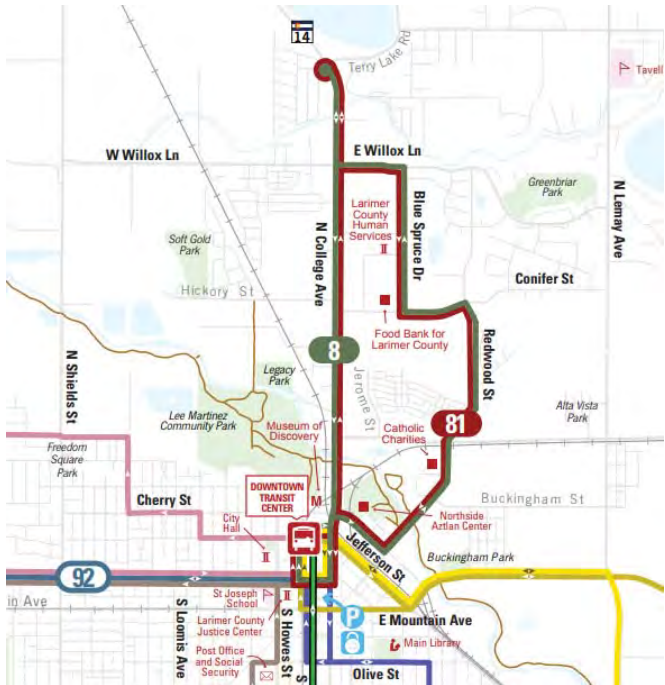 14
Terry Lake Rd
Tavell
W Willox Ln
E Willox Ln
Greenbriar
Park
N Lemay Ave
Larimer
County
Human
Services
Blue Spruce Dr
N College Ave
Soft Gold
Park
Conifer St
Hickory St
Food Bank for
Larimer County
Redwood St
8
N Shields St
Legacy
Park
Jerome St
81
Alta Vista
Park
Lee Martinez
Community Park
Museum of
Discovery
Catholic
Charities
Freedom
Square
Park
DOWNTOWN
TRANSIT
CENTER
M
Cherry St
Buckingham St
City
Hall
Northside
Aztlan Center
Jefferson St
Buckingham Park
92
in Ave
St Joseph
School
P
E Mountain Ave
S Loomis Ave
Larimer County
Justice Center
S Howes St
Main Library
Post Office
and Social
Security
S
Olive St